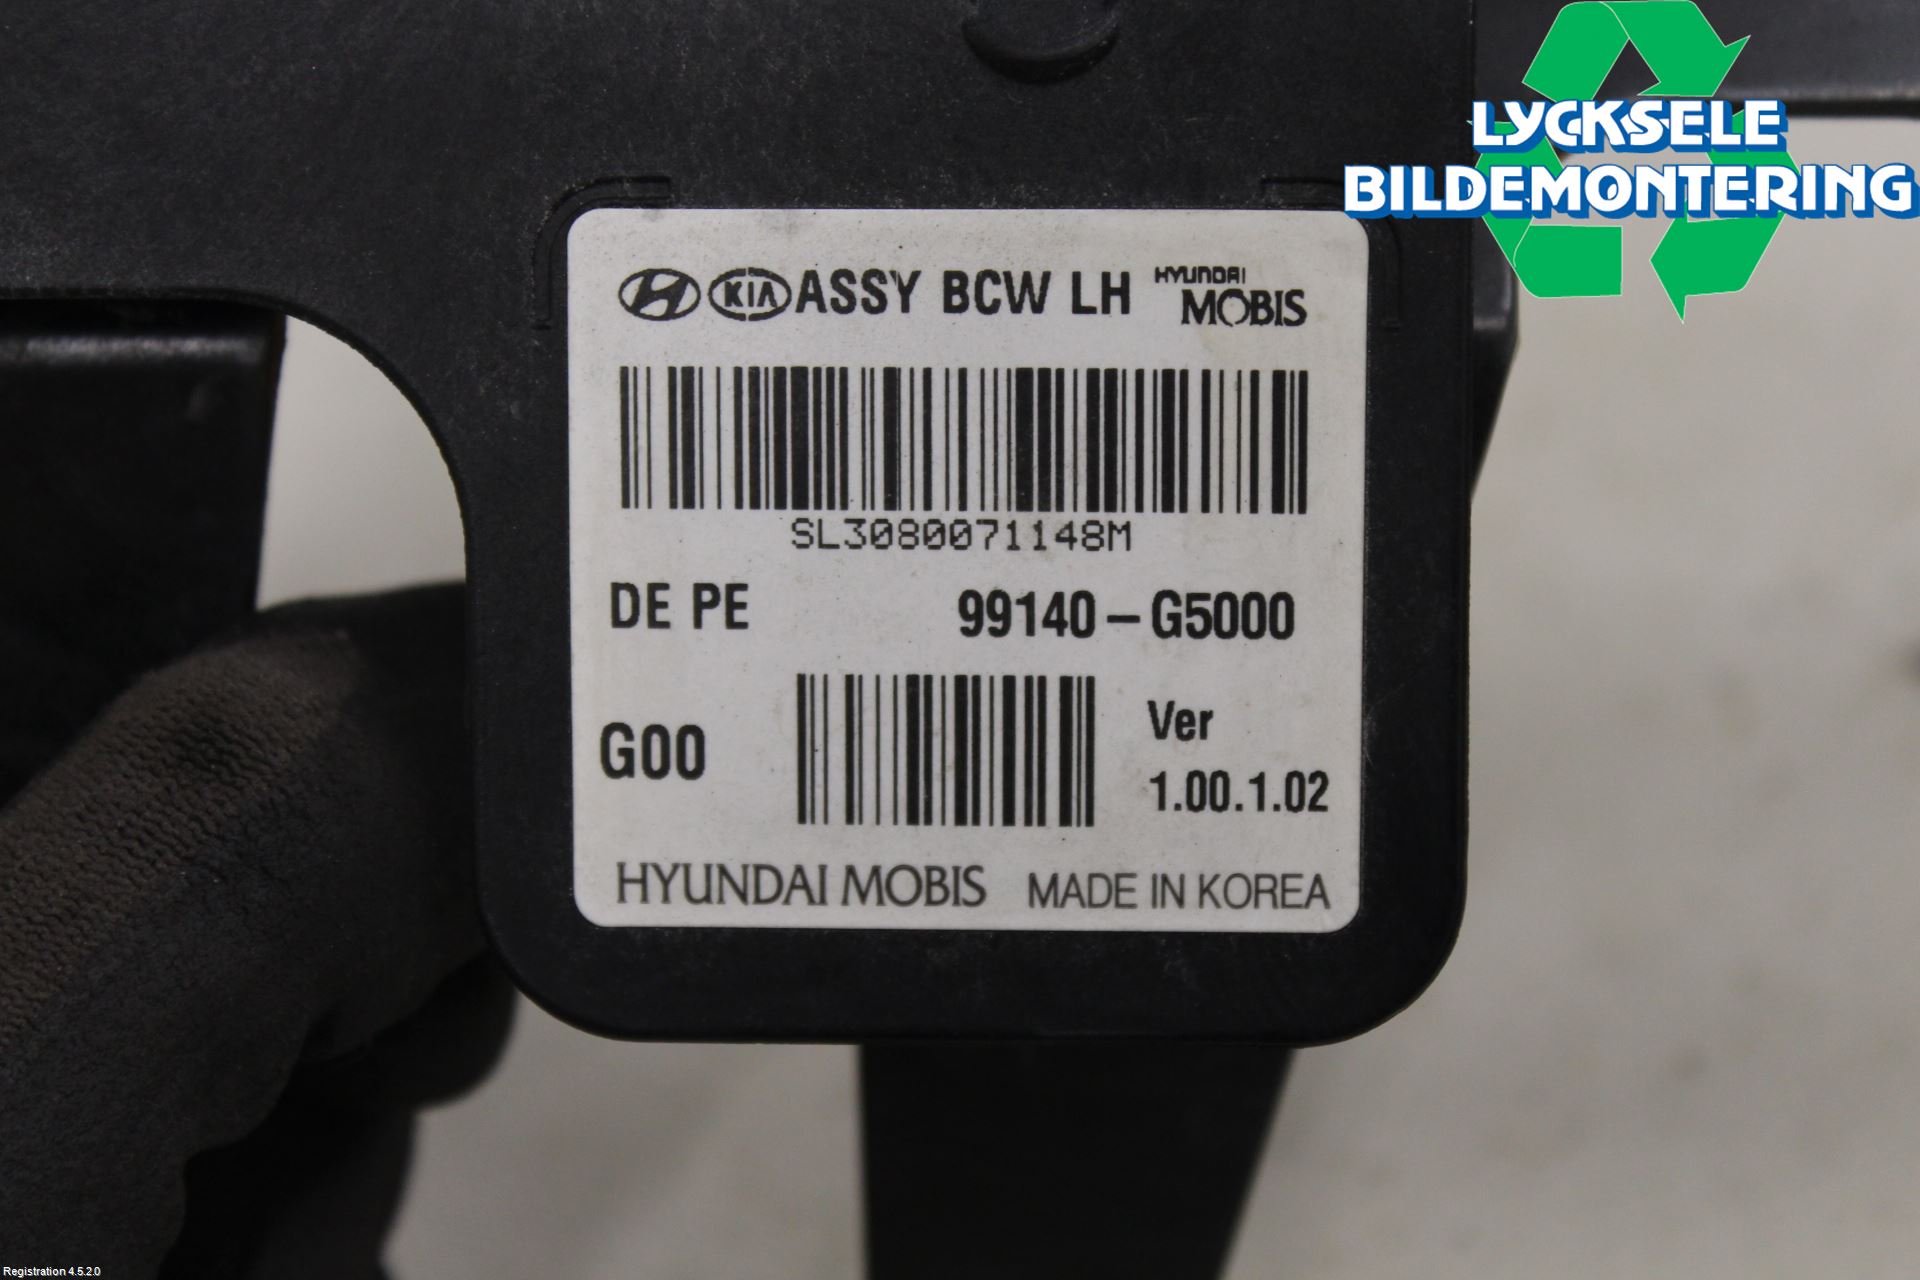 LYCKSELE
BILDEMONTERING
KIA ASSY BCW LH HYUNDAI MOBIS
SL3080071148M
DE PE 99140-G5000
G00 Ver
1.00.1.02
HYUNDAI MOBIS MADE IN KOREA
Registration 4.5.2.0